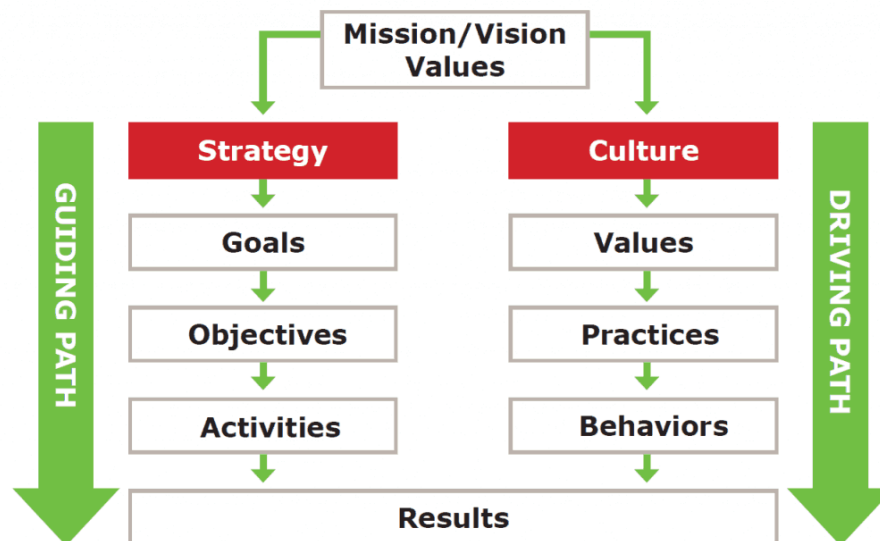 Mission/Vision
Values
Strategy
Culture
Goals
Values
Objectives
Practices
Activities
Behaviors
Results
GUIDING PATH
DRIVING PATH